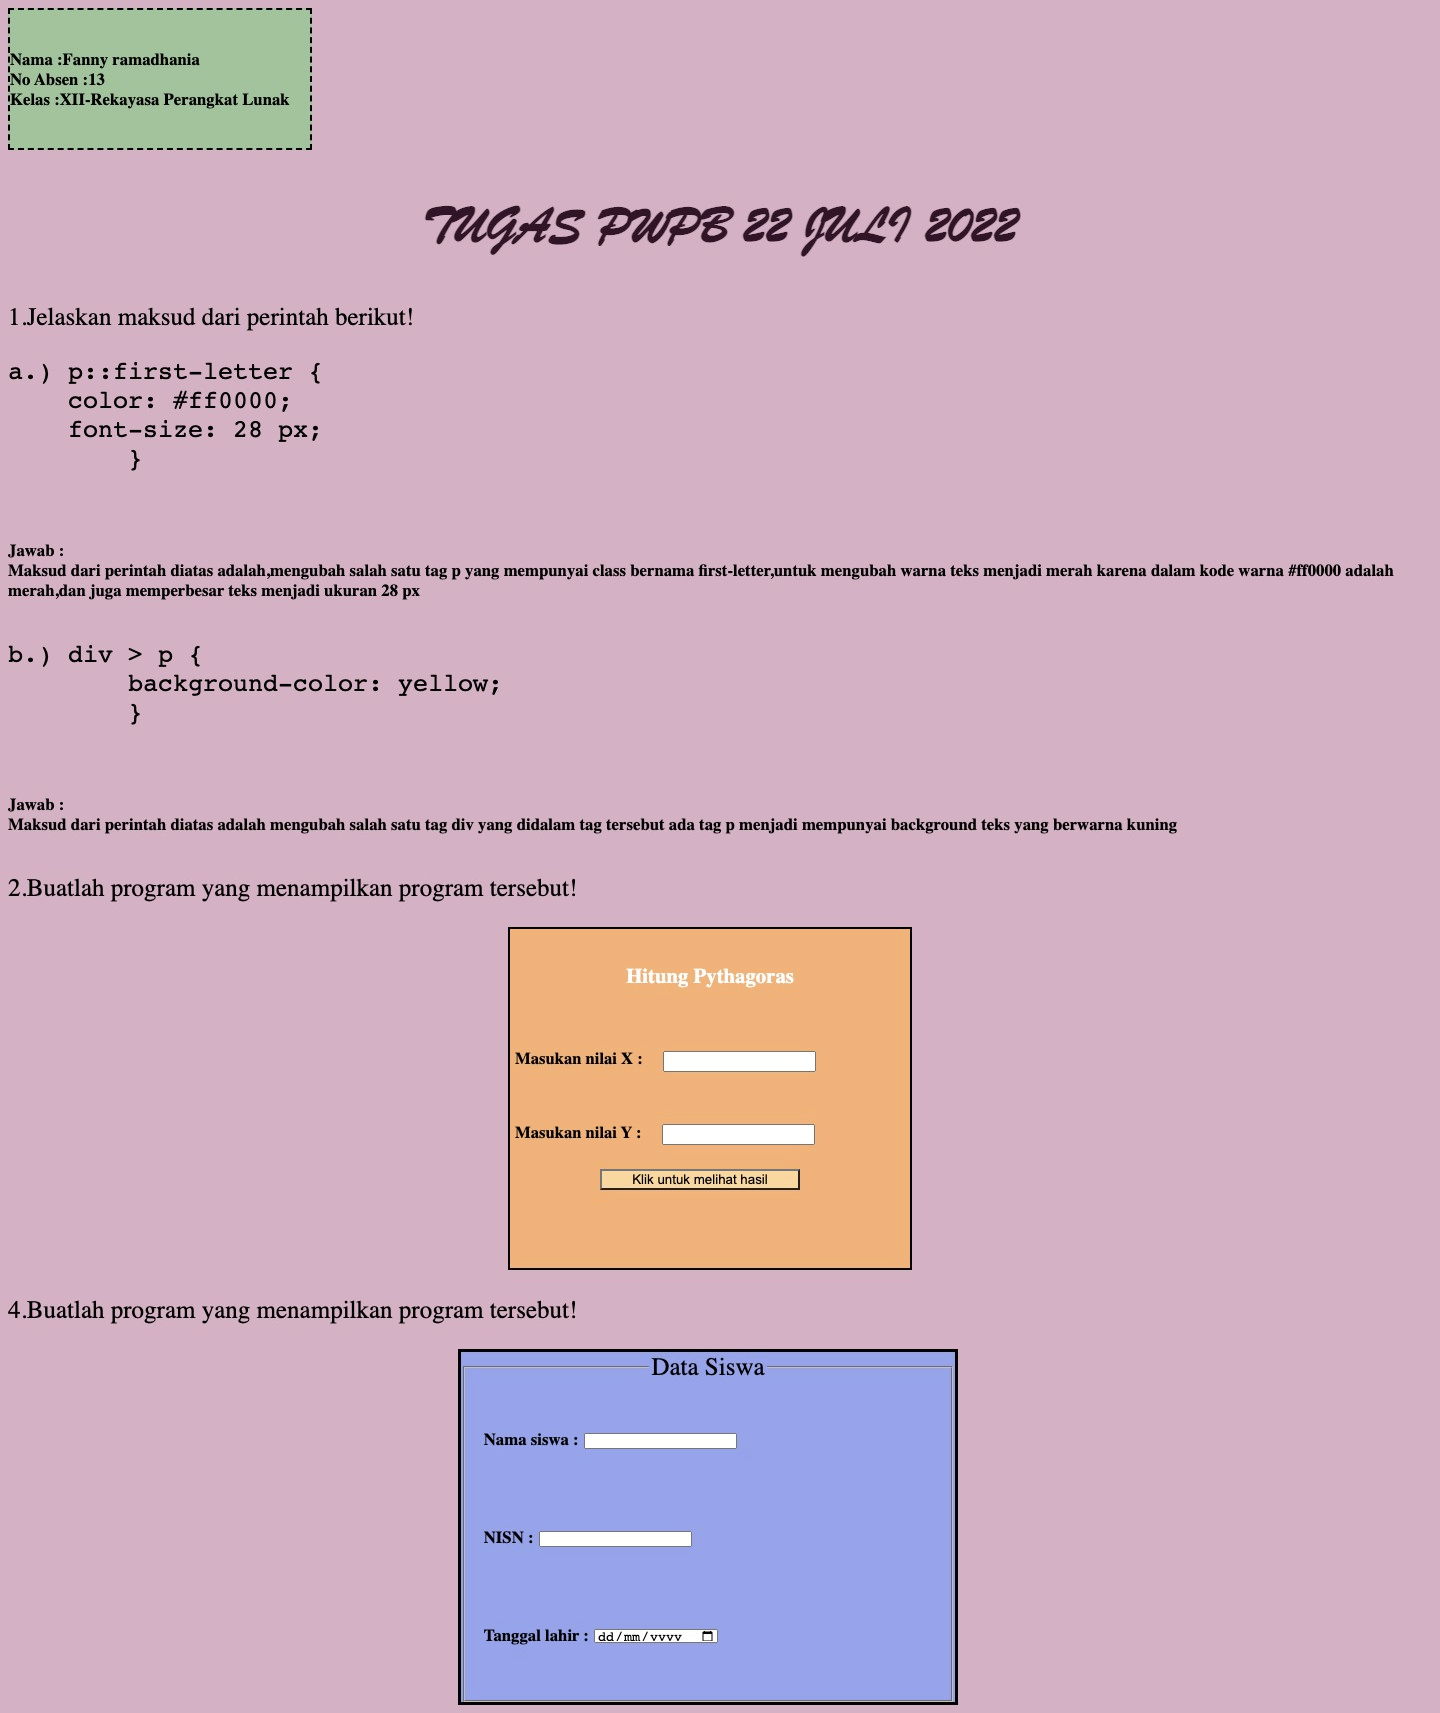 Nama :Fanny ramadhania
No Absen :13
Kelas :XII-Rekayasa Perangkat Lunak
TUGAS PWPB 22 JULI 2022
1.Jelaskan maksud dari perintah berikut!
a.) p::first-letter {
color: #ff0000;
font-size: 28 px;
}
Jawab :
Maksud dari perintah diatas adalah,mengubah salah satu tag p yang mempunyai class bernama first-letter,untuk mengubah warna teks menjadi merah karena dalam kode warna #ff0000 adalah
merah,dan juga memperbesar teks menjadi ukuran 28 px
b.) div > p {
background-color: yellow;
}
Jawab :
Maksud dari perintah diatas adalah mengubah salah satu tag div yang didalam tag tersebut ada tag p menjadi mempunyai background teks yang berwarna kuning
2.Buatlah program yang menampilkan program tersebut!
Hitung Pythagoras
Masukan nilai X :
Masukan nilai Y :
Klik untuk melihat hasil
4.Buatlah program yang menampilkan program tersebut!
Data Siswa
Nama siswa :
NISN :
Tanggal lahir : dd/mm/yyyy